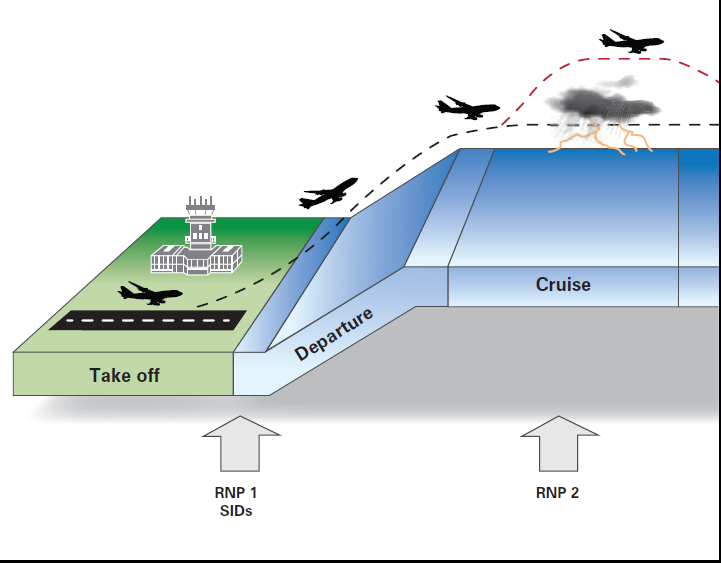 Cruise
Departure
Take off
RNP 1
SIDs
RNP 2